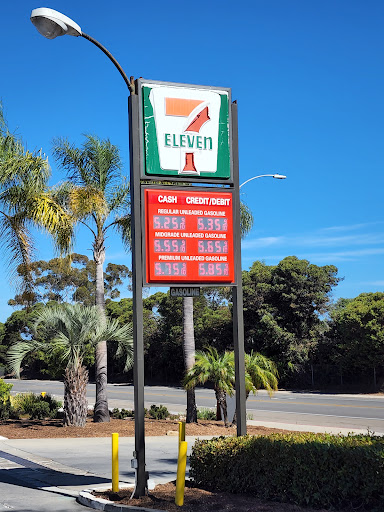 7
ELEVEn
CASH CREDIT/DEBIT
REGULAR UNLEADED GASOLINE
5.25 5.35
MIDGRADE UNLEADED GASOLINE
5.55 5.65
PREMIUM UNLEADED GASOLINE
5.75 5.85
GASOLINE